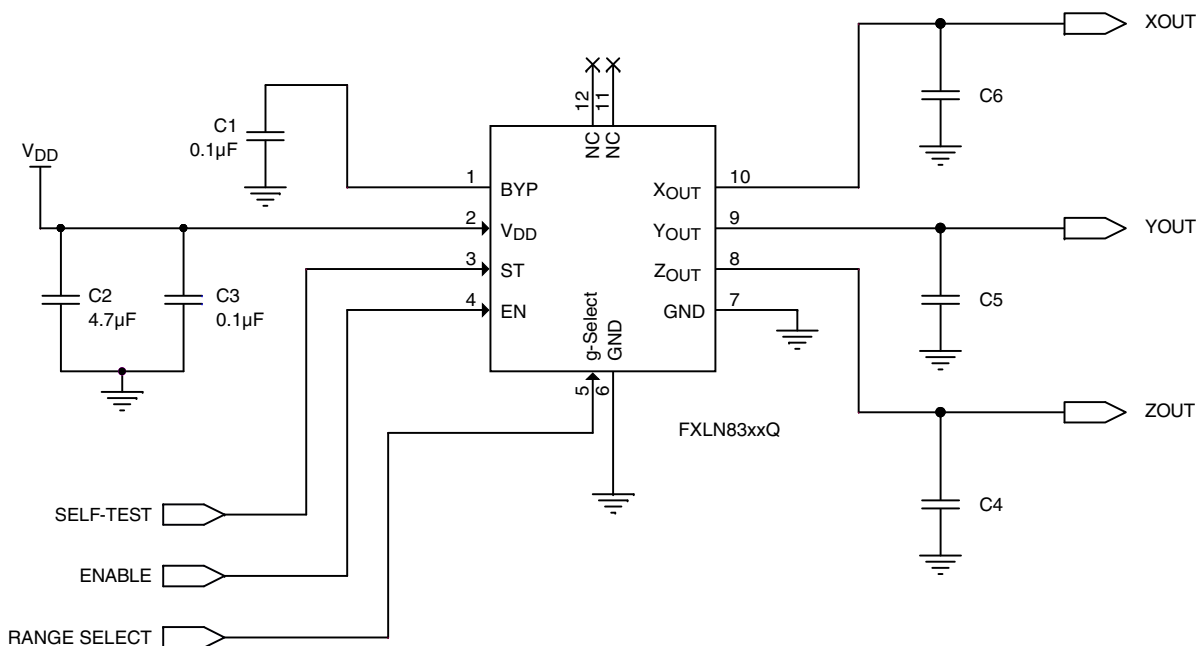 XOUT
C6
12
11
NC
NC
C1
0.1µF
VDD
1
BYP
XOUT
10
2
VDD
YOUT
9
YOUT
3
ST
ZOUT
8
C2
4.7µF
C3
0.1µF
C5
4
EN
GND
7
g-Select
GND
5
6
ZOUT
FXLN83xxQ
C4
SELF-TEST
ENABLE
RANGE SELECT